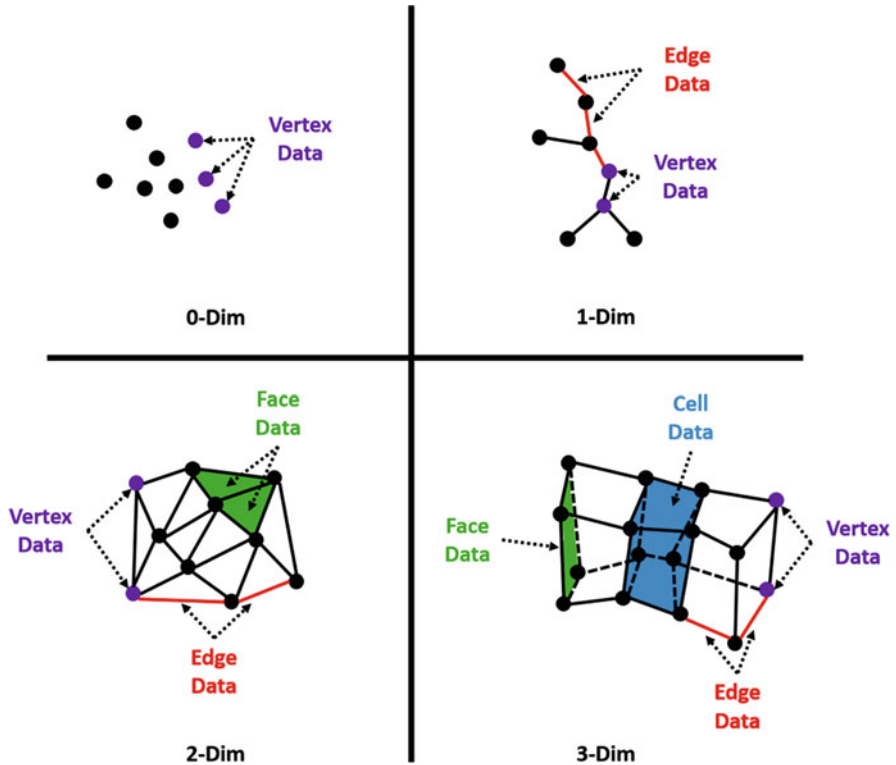 Vertex
Data
0-Dim
Edge
Data
Vertex
Data
1-Dim
Face
Data
Vertex
Data
Edge
Data
2-Dim
Cell
Data
Face
Data
Vertex
Data
Edge
Data
3-Dim